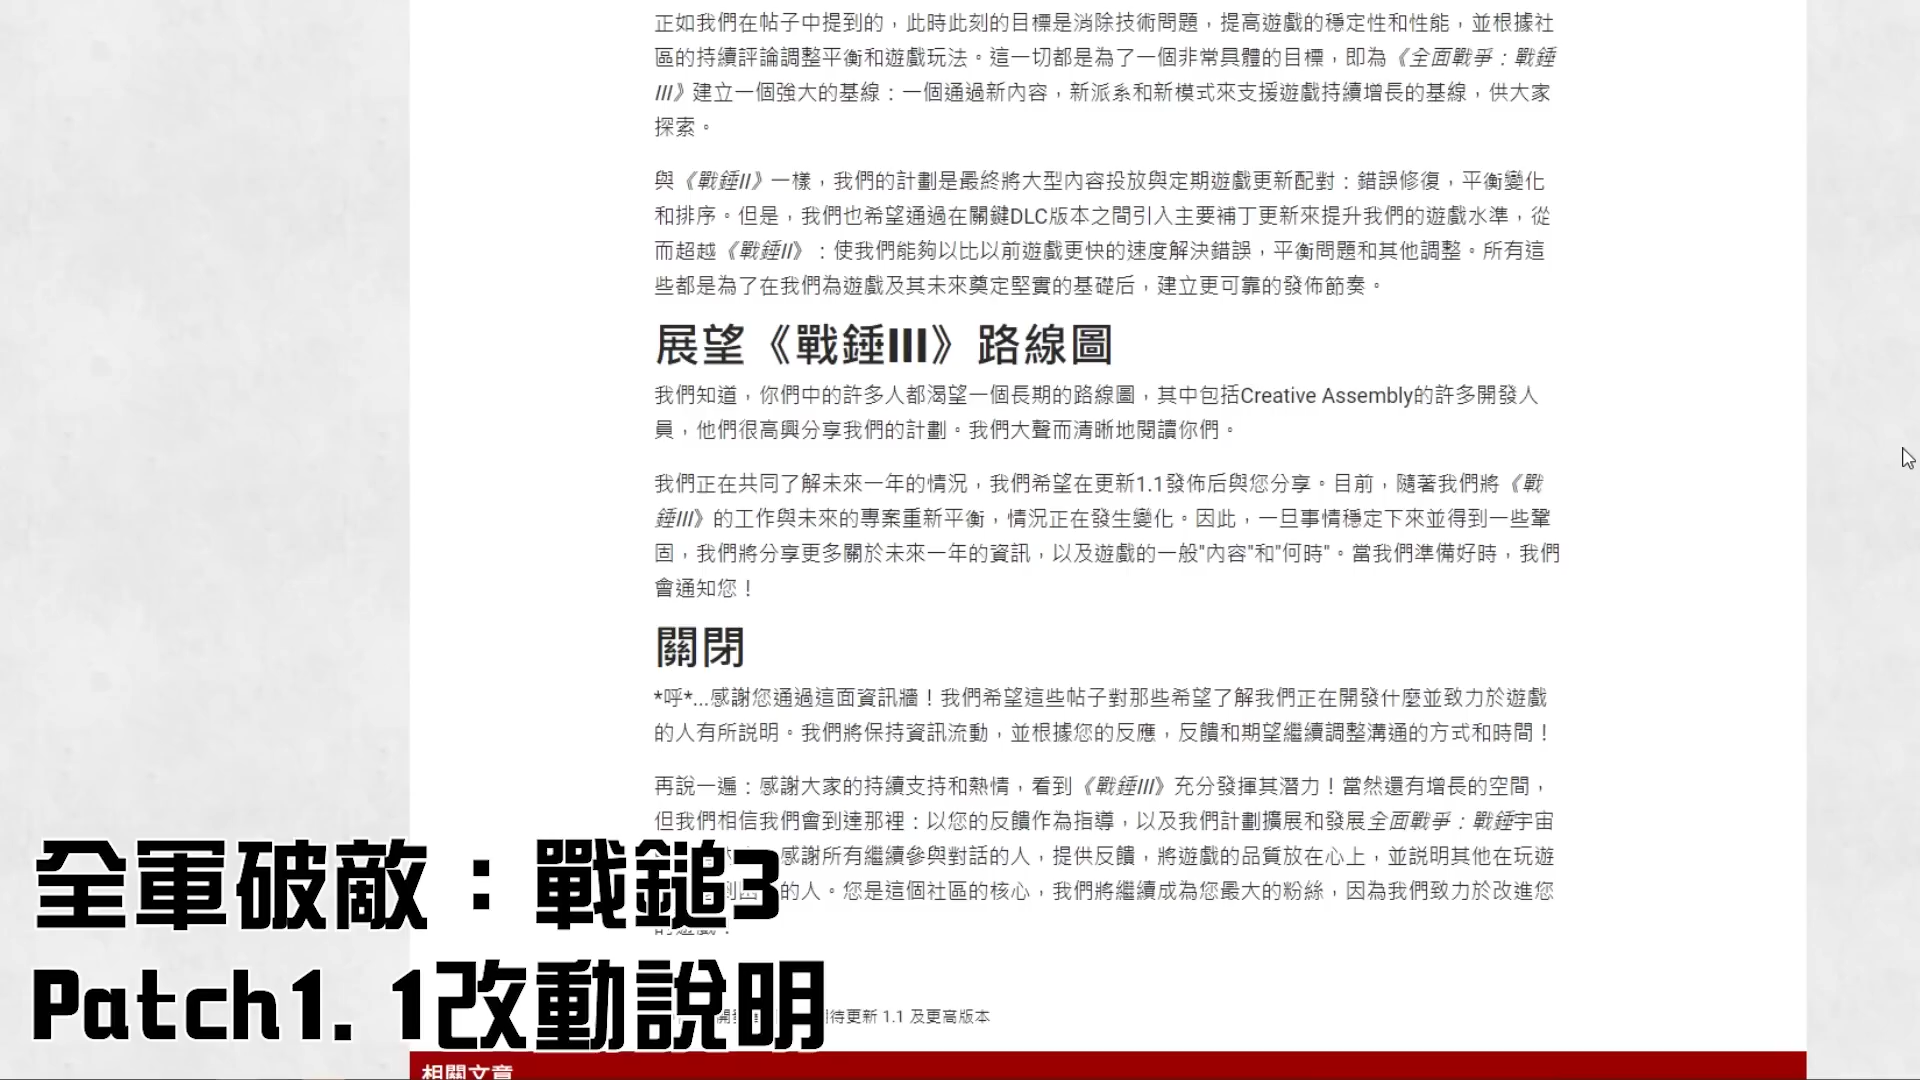 正如我們在帖子中提到的，此時此刻的目標是消除技術問題，提高遊戲的穩定性和性能，並根據社
區的持續評論調整平衡和遊戲玩法。這一切都是為了一個非常具體的目標，即為《全面戰爭：戰錘
III》建立一個強大的基線：一個通過新內容，新派系和新模式來支援遊戲持續增長的基線，供大家
探索。
與《戰錘II》一樣，我們的計劃是最終將大型內容投放與定期遊戲更新配對：錯誤修復，平衡變化
和排序。但是，我們也希望通過在關鍵DLC版本之間引入主要補丁更新來提升我們的遊戲水準，從
而超越《戰錘II》：使我們能夠以比以前遊戲更快的速度解決錯誤，平衡問題和其他調整。所有這
些都是為了在我們為遊戲及其未來奠定堅實的基礎后，建立更可靠的發佈節奏。
展望《戰錘III》路線圖
我們知道，你們中的許多人都渴望一個長期的路線圖，其中包括Creative Assembly的許多開發人
員，他們很高興分享我們的計劃。我們大聲而清晰地閱讀你們。
我們正在共同了解未來一年的情況，我們希望在更新1.1發佈后與您分享。目前，隨著我們將《戰
錘III》的工作與未來的專案重新平衡，情況正在發生變化。因此，一旦事情穩定下來並得到一些鞏
固，我們將分享更多關於未來一年的資訊，以及遊戲的一般"內容"和"何時"。當我們準備好時，我們
會通知您！
關閉
*呼*...感謝您通過這面資訊牆！我們希望這些帖子對那些希望了解我們正在開發什麼並致力於遊戲
的人有所説明。我們將保持資訊流動，並根據您的反應，反饋和期望繼續調整溝通的方式和時間！
再說一遍：感謝大家的持續支持和熱情，看到《戰錘III》充分發揮其潛力！當然還有增長的空間，
但我們相信我們會到達那裡：以您的反饋作為指導，以及我們計劃擴展和發展全面戰爭：戰錘宇宙
感謝所有繼續參與對話的人，提供反饋，將遊戲的品質放在心上，並説明其他在玩遊
的人。您是這個社區的核心，我們將繼續成為您最大的粉絲，因為我們致力於改進您
的遊戲！
全軍破敵：戰鎚3
Patch1.1改動說明
待更新 1.1 及更高版本
相關文章